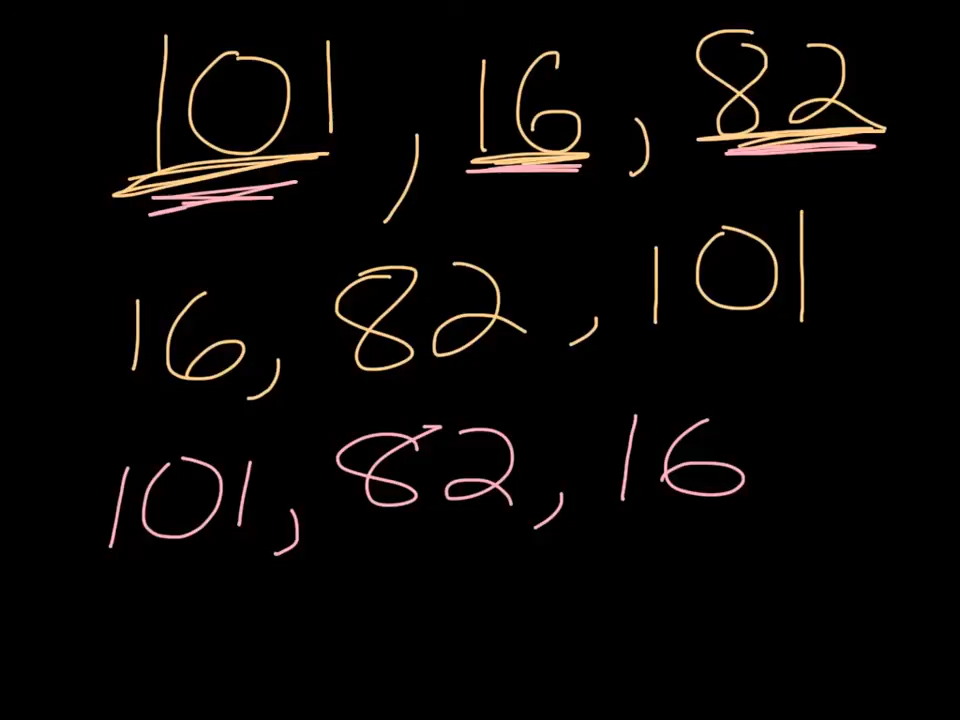 101, 16, 82
16, 82, 101
101, 82, 16